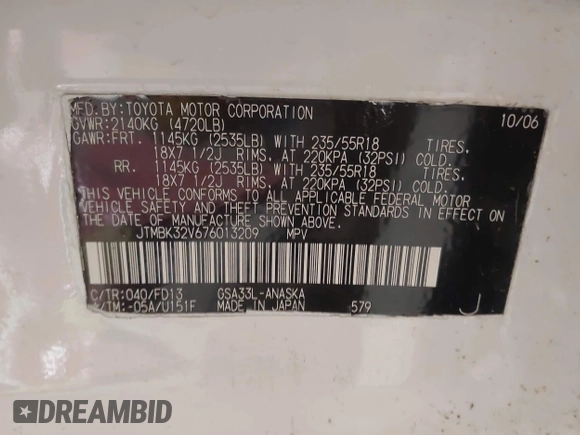 MFD.BY:TOYOTA MOTOR CORPORATION 10/06
GVWR:2140KG (4720LB)
GAWR:FRT. 1145KG (2535LB) WITH 235/55R18 TIRES.
18X7 1/2J RIMS. AT 220KPA (32PSI) COLD.
RR. 1145KG (2535LB) WITH 235/55R18 TIRES.
18X7 1/2J RIMS. AT 220KPA (32PSI) COLD.
THIS VEHICLE CONFORMS TO ALL APPLICABLE FEDERAL MOTOR
VEHICLE SAFETY AND THEFT PREVENTION STANDARDS IN EFFECT ON
THE DATE OF MANUFACTURE SHOWN ABOVE.
JTMBK32V676013209 MPV
C/TR:040/FD13 GSA33L-ANASKA
/TM:-05A/U151F MADE IN JAPAN 579 J
DREAMBID